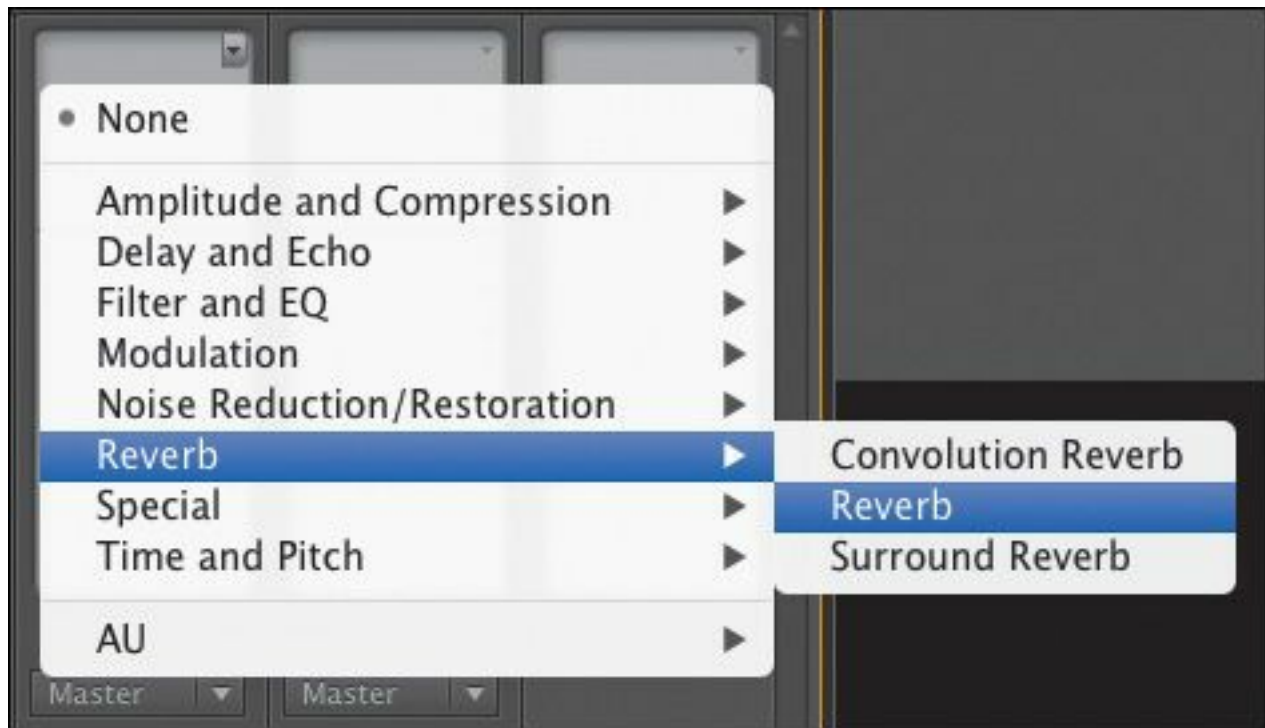 None
Amplitude and Compression
Delay and Echo
Filter and EQ
Modulation
Noise Reduction/Restoration
Reverb
Convolution Reverb
Reverb
Surround Reverb
Special
Time and Pitch
AU
Master
Master